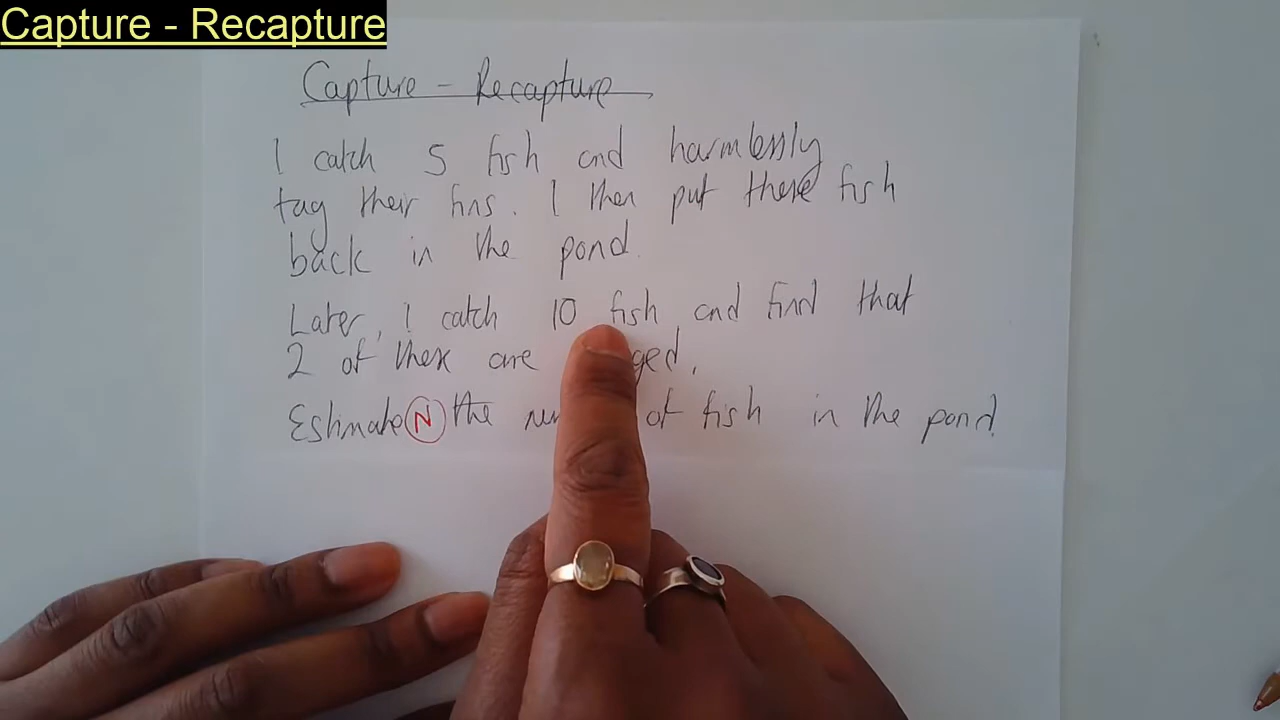 Capture - Recapture
Capture - Recapture
I catch 5 fish and harmlessly
tag their fins. I then put these fish
back in the pond.
Later, I catch 10 fish and find that
2 of them are
Estimate N the of fish in the pond.